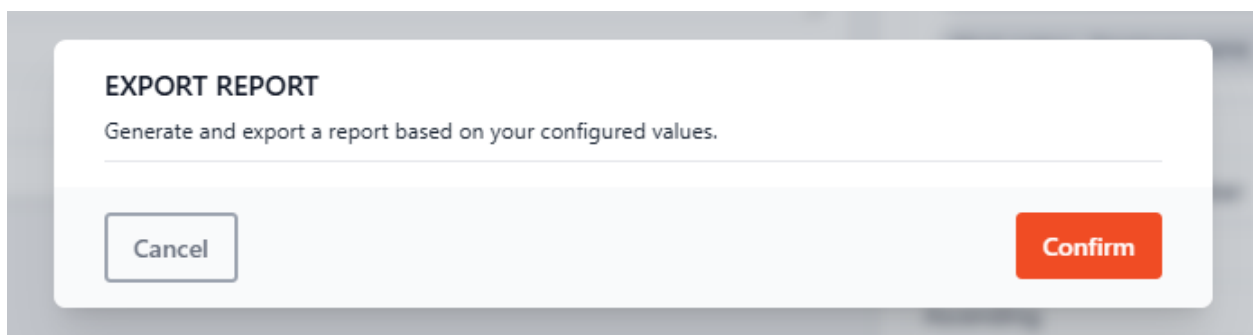 EXPORT REPORT
Generate and export a report based on your configured values.
Cancel
Confirm